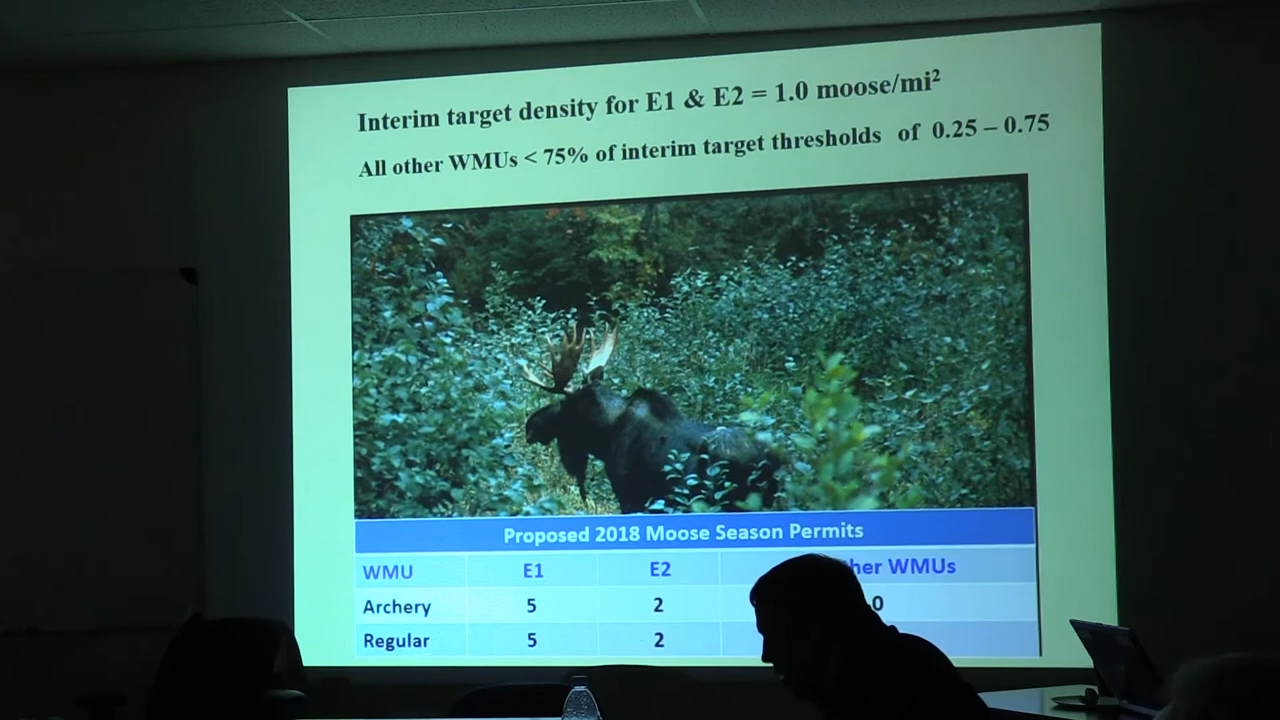 Interim target density for E1 & E2 = 1.0 moose/mi²
All other WMUs < 75% of interim target thresholds of 0.25 – 0.75
Proposed 2018 Moose Season Permits
WMU E1 E2 WMUs
Archery 5 2 0
Regular 5 2